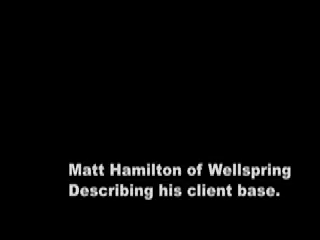 Matt Hamilton of Wellspring
Describing his client base.